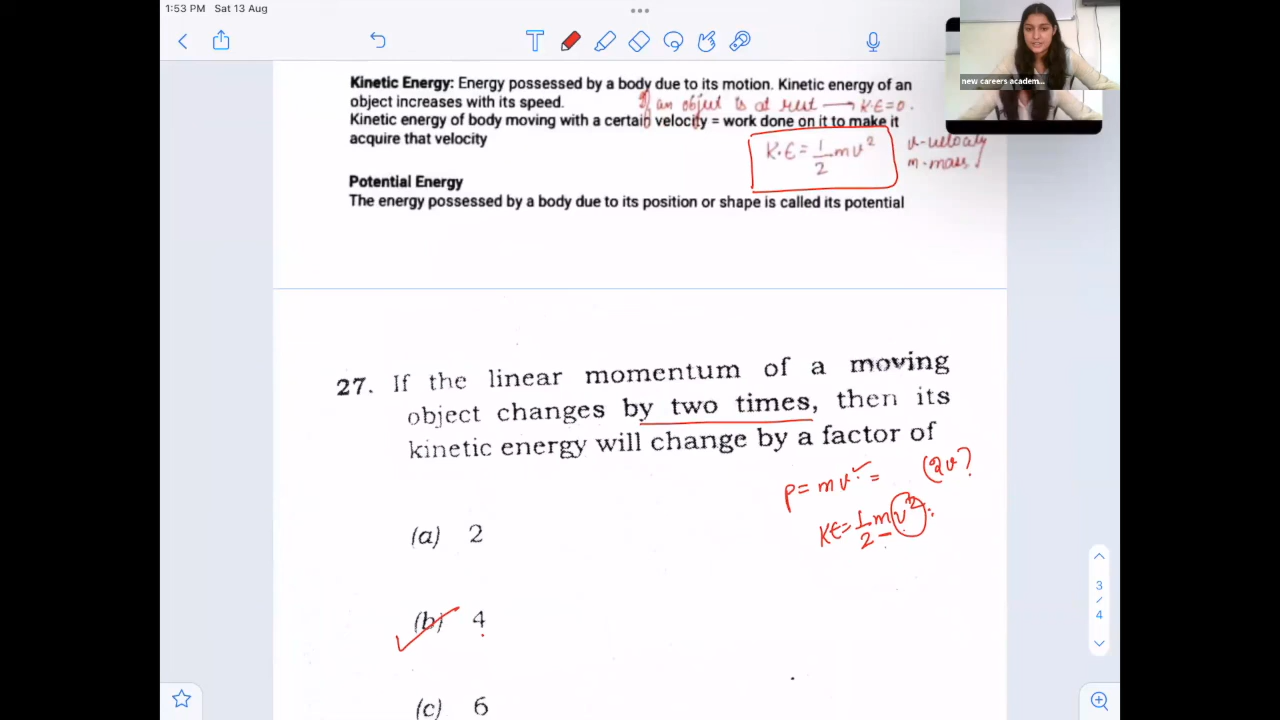 1:53 PM Sat 13 Aug
new careers academ...
Kinetic Energy: Energy possessed by a body due to its motion. Kinetic energy of an
object increases with its speed.
If an object is at rest → K·E=0.
Kinetic energy of body moving with a certain velocity = work done on it to make it
acquire that velocity
K·E = 1/2 mv²
v-velocity
m-mass
Potential Energy
The energy possessed by a body due to its position or shape is called its potential
27. If the linear momentum of a moving
object changes by two times, then its
kinetic energy will change by a factor of
p = mv =
(2v)
KE = 1/2 mv²
(a) 2
(b) 4
(c) 6
3
/
4